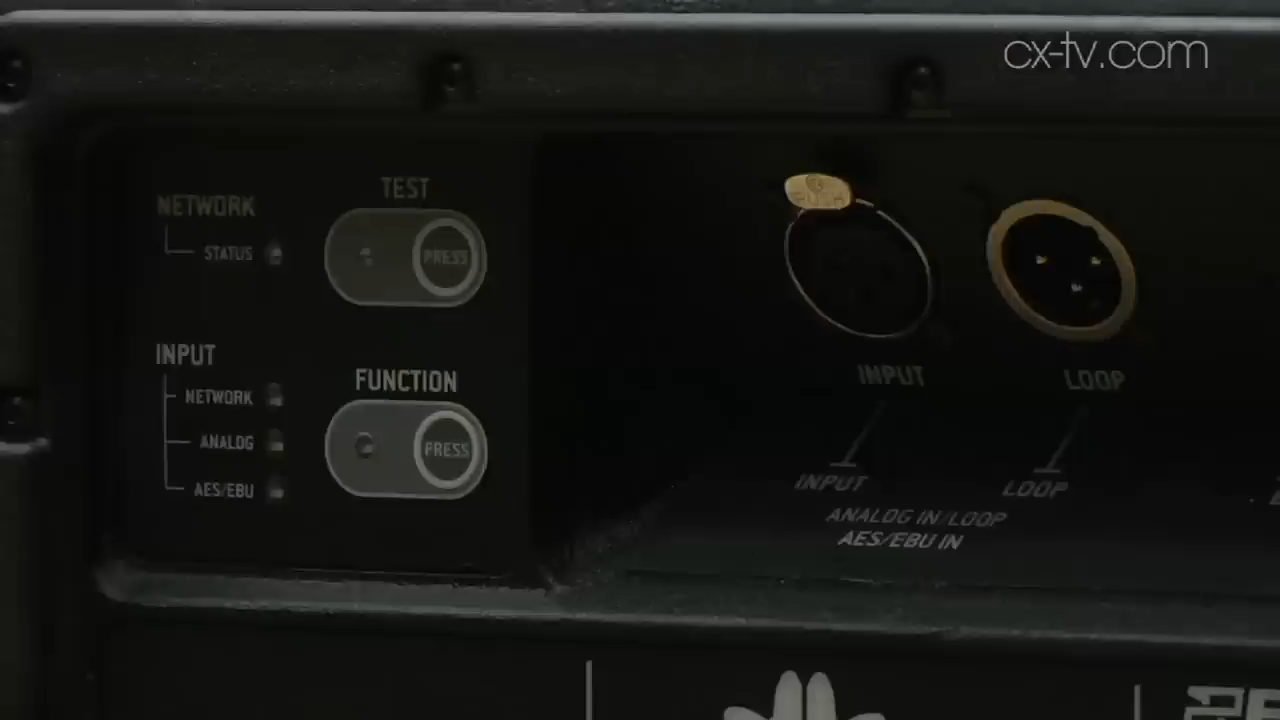 cx-tv.com
NETWORK
STATUS
TEST
PRESS
INPUT
NETWORK
ANALOG
AES/EBU
FUNCTION
PRESS
PUSH
INPUT
LOOP
INPUT
LOOP
ANALOG IN/LOOP
AES/EBU IN